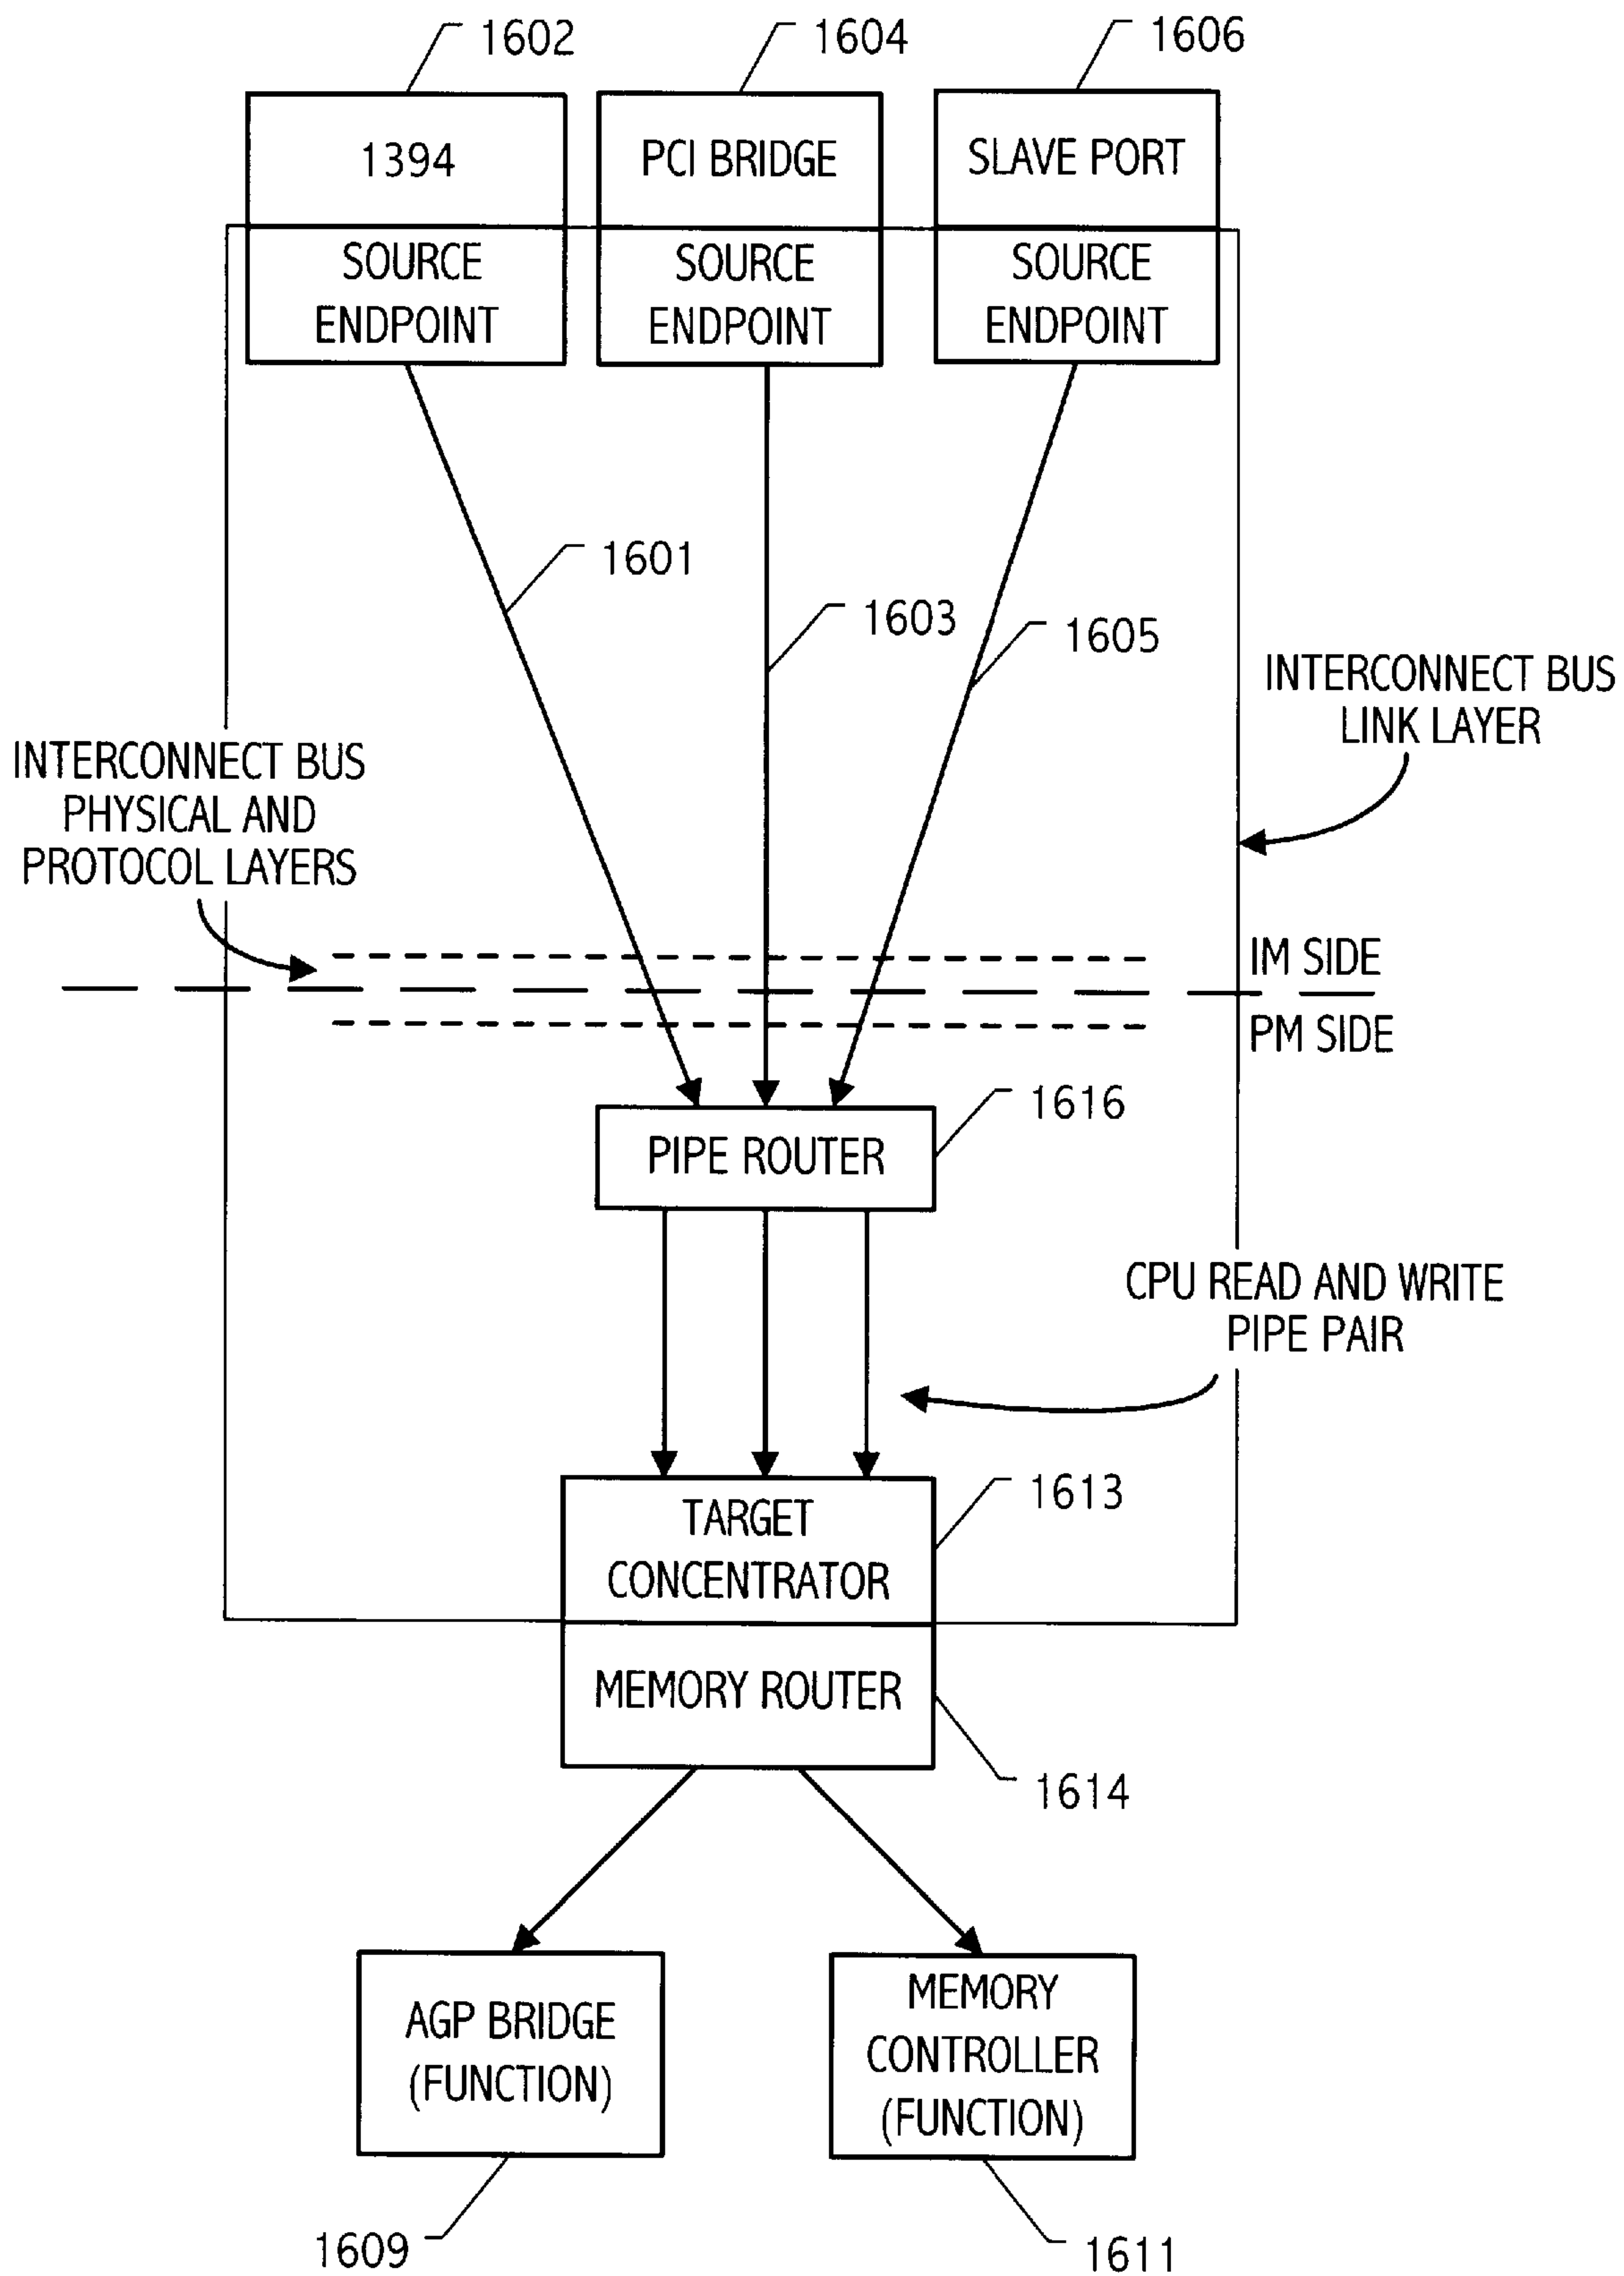 1602
1604
1606
1394
PCI BRIDGE
SLAVE PORT
SOURCE
ENDPOINT
SOURCE
ENDPOINT
SOURCE
ENDPOINT
1601
1603
1605
INTERCONNECT BUS
LINK LAYER
INTERCONNECT BUS
PHYSICAL AND
PROTOCOL LAYERS
IM SIDE
PM SIDE
1616
PIPE ROUTER
CPU READ AND WRITE
PIPE PAIR
1613
TARGET
CONCENTRATOR
MEMORY ROUTER
1614
AGP BRIDGE
(FUNCTION)
MEMORY
CONTROLLER
(FUNCTION)
1609
1611